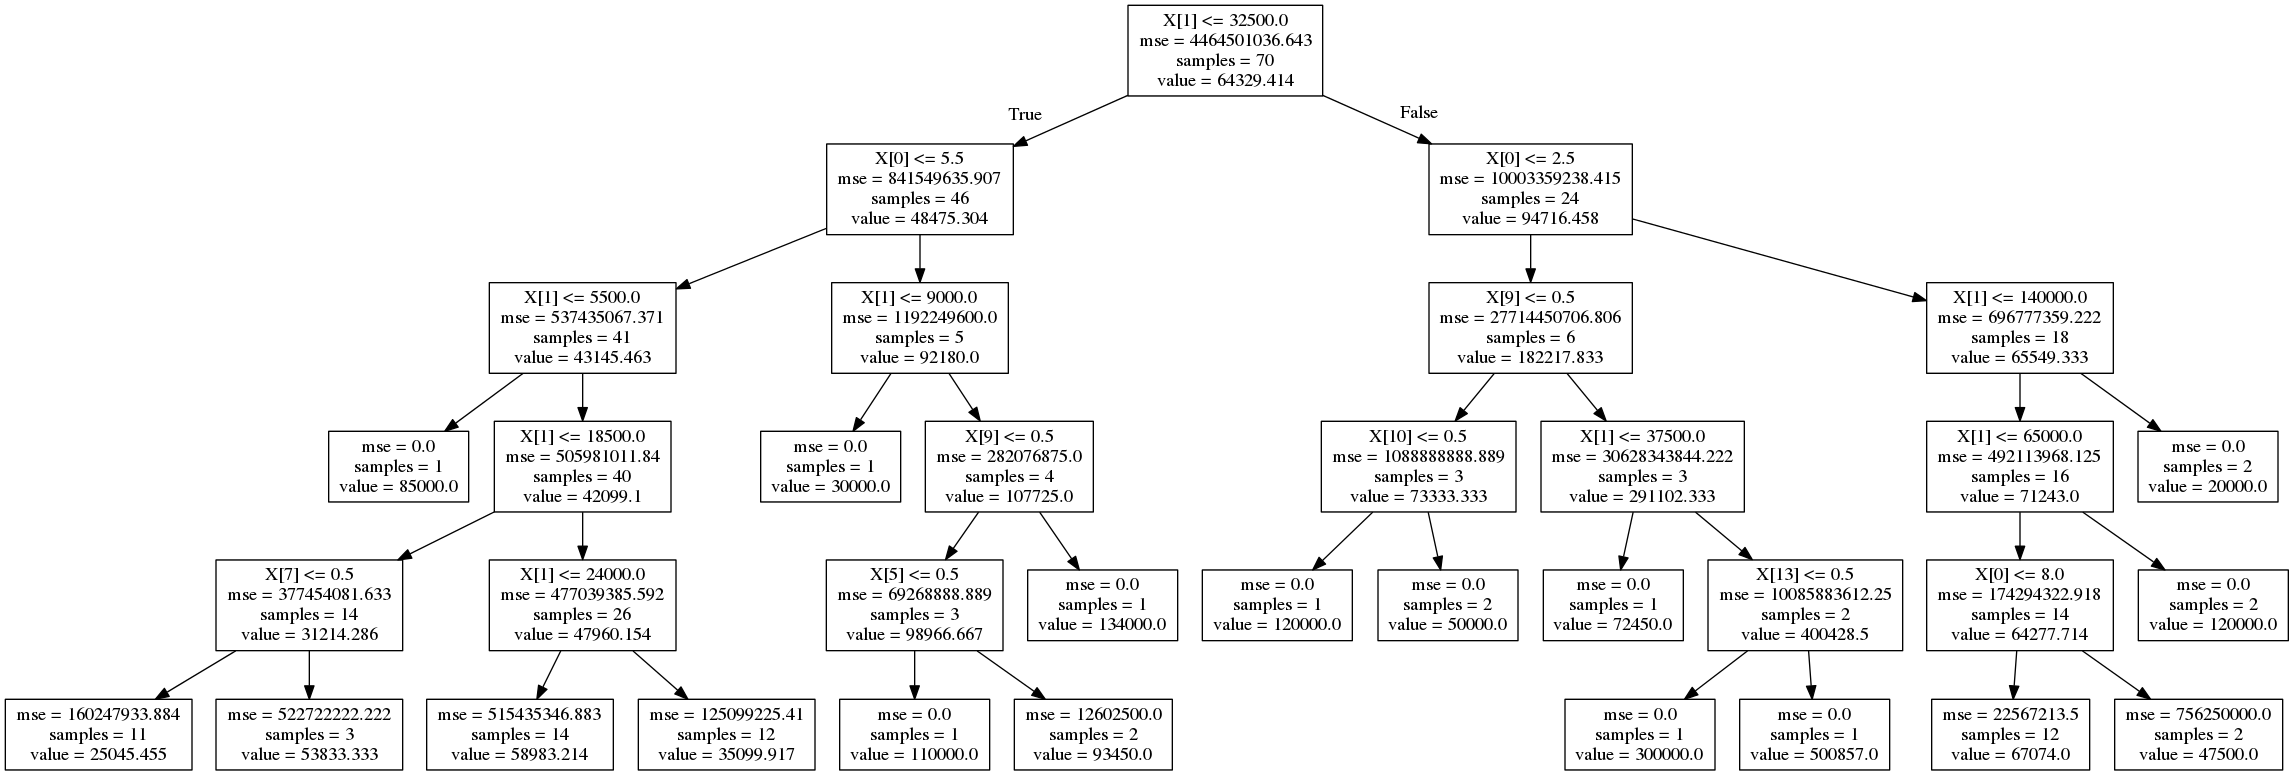 X[1] <= 32500.0
mse = 4464501036.643
samples = 70
value = 64329.414
True
False
X[0] <= 5.5
mse = 841549635.907
samples = 46
value = 48475.304
X[0] <= 2.5
mse = 10003359238.415
samples = 24
value = 94716.458
X[1] <= 5500.0
mse = 537435067.371
samples = 41
value = 43145.463
X[1] <= 9000.0
mse = 1192249600.0
samples = 5
value = 92180.0
X[9] <= 0.5
mse = 27714450706.806
samples = 6
value = 182217.833
X[1] <= 140000.0
mse = 696777359.222
samples = 18
value = 65549.333
mse = 0.0
samples = 1
value = 85000.0
X[1] <= 18500.0
mse = 505981011.84
samples = 40
value = 42099.1
mse = 0.0
samples = 1
value = 30000.0
X[9] <= 0.5
mse = 282076875.0
samples = 4
value = 107725.0
X[10] <= 0.5
mse = 1088888888.889
samples = 3
value = 73333.333
X[1] <= 37500.0
mse = 30628343844.222
samples = 3
value = 291102.333
X[1] <= 65000.0
mse = 492113968.125
samples = 16
value = 71243.0
mse = 0.0
samples = 2
value = 20000.0
X[7] <= 0.5
mse = 377454081.633
samples = 14
value = 31214.286
X[1] <= 24000.0
mse = 477039385.592
samples = 26
value = 47960.154
X[5] <= 0.5
mse = 69268888.889
samples = 3
value = 98966.667
mse = 0.0
samples = 1
value = 134000.0
mse = 0.0
samples = 1
value = 120000.0
mse = 0.0
samples = 2
value = 50000.0
mse = 0.0
samples = 1
value = 72450.0
X[13] <= 0.5
mse = 10085883612.25
samples = 2
value = 400428.5
X[0] <= 8.0
mse = 174294322.918
samples = 14
value = 64277.714
mse = 0.0
samples = 2
value = 120000.0
mse = 160247933.884
samples = 11
value = 25045.455
mse = 522722222.222
samples = 3
value = 53833.333
mse = 515435346.883
samples = 14
value = 58983.214
mse = 125099225.41
samples = 12
value = 35099.917
mse = 0.0
samples = 1
value = 110000.0
mse = 12602500.0
samples = 2
value = 93450.0
mse = 0.0
samples = 1
value = 300000.0
mse = 0.0
samples = 1
value = 500857.0
mse = 22567213.5
samples = 12
value = 67074.0
mse = 756250000.0
samples = 2
value = 47500.0